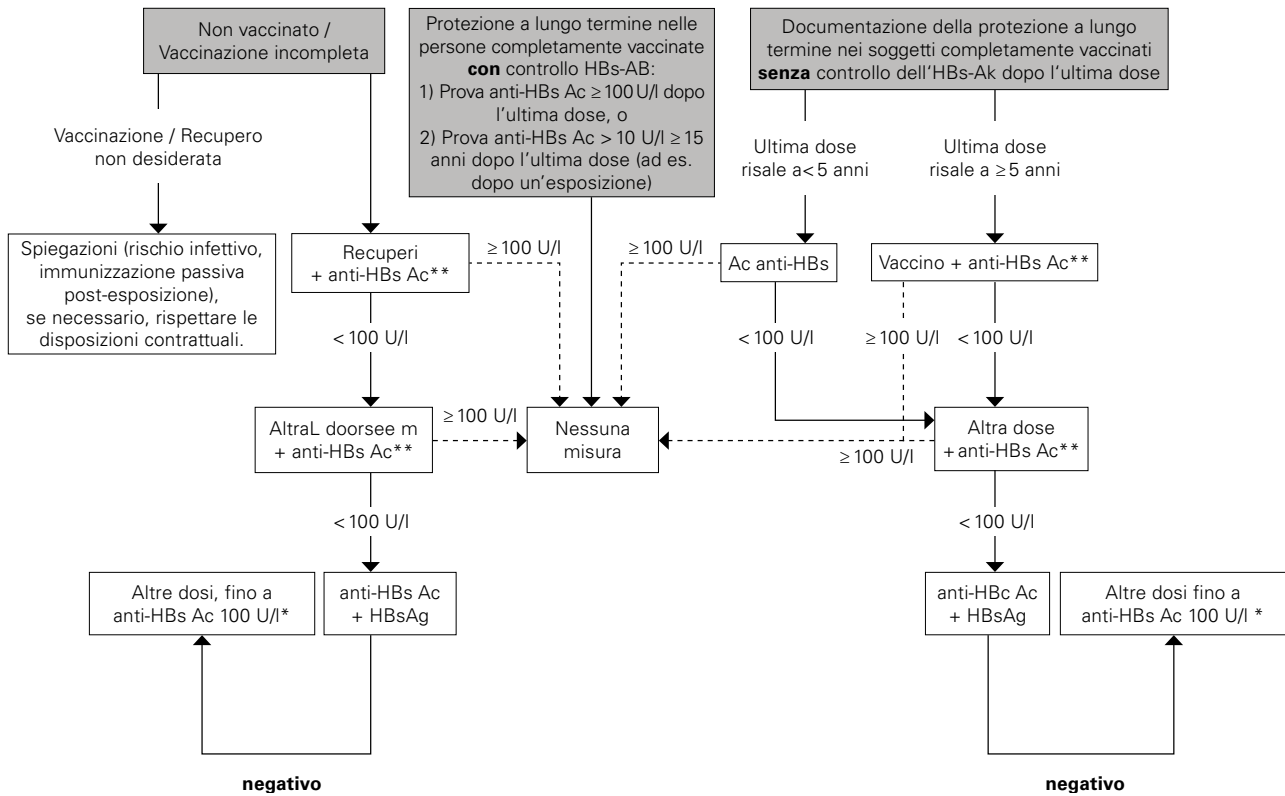 Non vaccinato /
Vaccinazione incompleta
Protezione a lungo termine nelle
persone completamente vaccinate
con controllo HBs-AB:
1) Prova anti-HBs Ac ≥ 100 U/l dopo
l'ultima dose, o
2) Prova anti-HBs Ac > 10 U/l ≥ 15
anni dopo l'ultima dose (ad es.
dopo un'esposizione)
Documentazione della protezione a lungo
termine nei soggetti completamente vaccinati
senza controllo dell'HBs-Ak dopo l'ultima dose
Vaccinazione / Recupero
non desiderata
Ultima dose
risale a < 5 anni
Ultima dose
risale a ≥ 5 anni
Spiegazioni (rischio infettivo,
immunizzazione passiva
post-esposizione),
se necessario, rispettare le
disposizioni contrattuali.
Recuperi
+ anti-HBs Ac**
≥ 100 U/l
≥ 100 U/l
Ac anti-HBs
Vaccino + anti-HBs Ac**
< 100 U/l
< 100 U/l
≥ 100 U/l
< 100 U/l
AltraL doorsee m
+ anti-HBs Ac**
≥ 100 U/l
Nessuna
misura
≥ 100 U/l
Altra dose
+ anti-HBs Ac**
< 100 U/l
< 100 U/l
Altre dosi, fino a
anti-HBs Ac 100 U/l*
anti-HBs Ac
+ HBsAg
anti-HBc Ac
+ HBsAg
Altre dosi fino a
anti-HBs Ac 100 U/l *
negativo
negativo